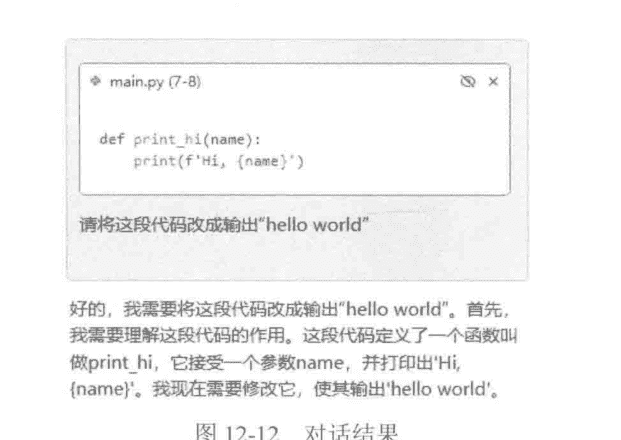 main.py (7-8)
def print_hi(name):
print(f'Hi, {name}')
请将这段代码改成输出“hello world”
好的，我需要将这段代码改成输出“hello world”。首先，
我需要理解这段代码的作用。这段代码定义了一个函数叫
做print_hi，它接受一个参数name，并打印出'Hi,
{name}'。我现在需要修改它，使其输出'hello world'。
图 12-12 对话结果